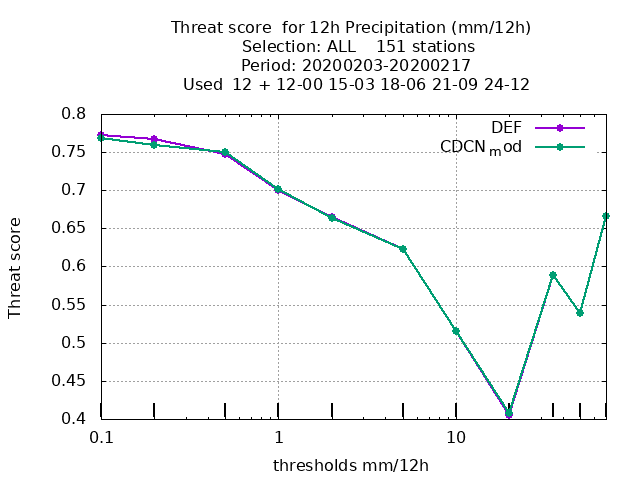 Threat score  for 12h Precipitation (mm/12h)
Selection: ALL    151 stations
Period: 20200203-20200217
Used  12 + 12-00 15-03 18-06 21-09 24-12
DEF
CDCNmod
0.8
0.75
0.7
0.65
0.6
0.55
0.5
0.45
0.4
Threat score
0.1
1
10
thresholds mm/12h